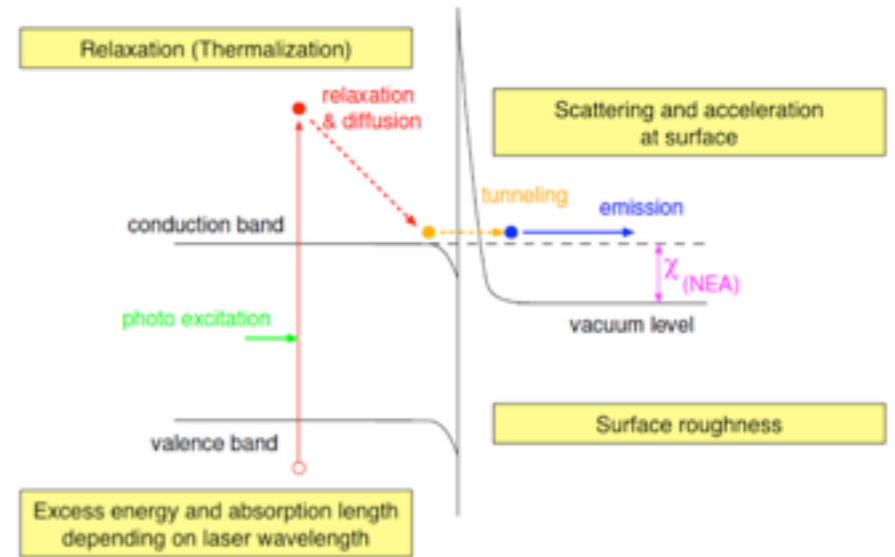 Relaxation (Thermalization)
relaxation
& diffusion
Scattering and acceleration
at surface
tunneling
emission
conduction band
χ
(NEA)
photo excitation
vacuum level
valence band
Surface roughness
Excess energy and absorption length
depending on laser wavelength